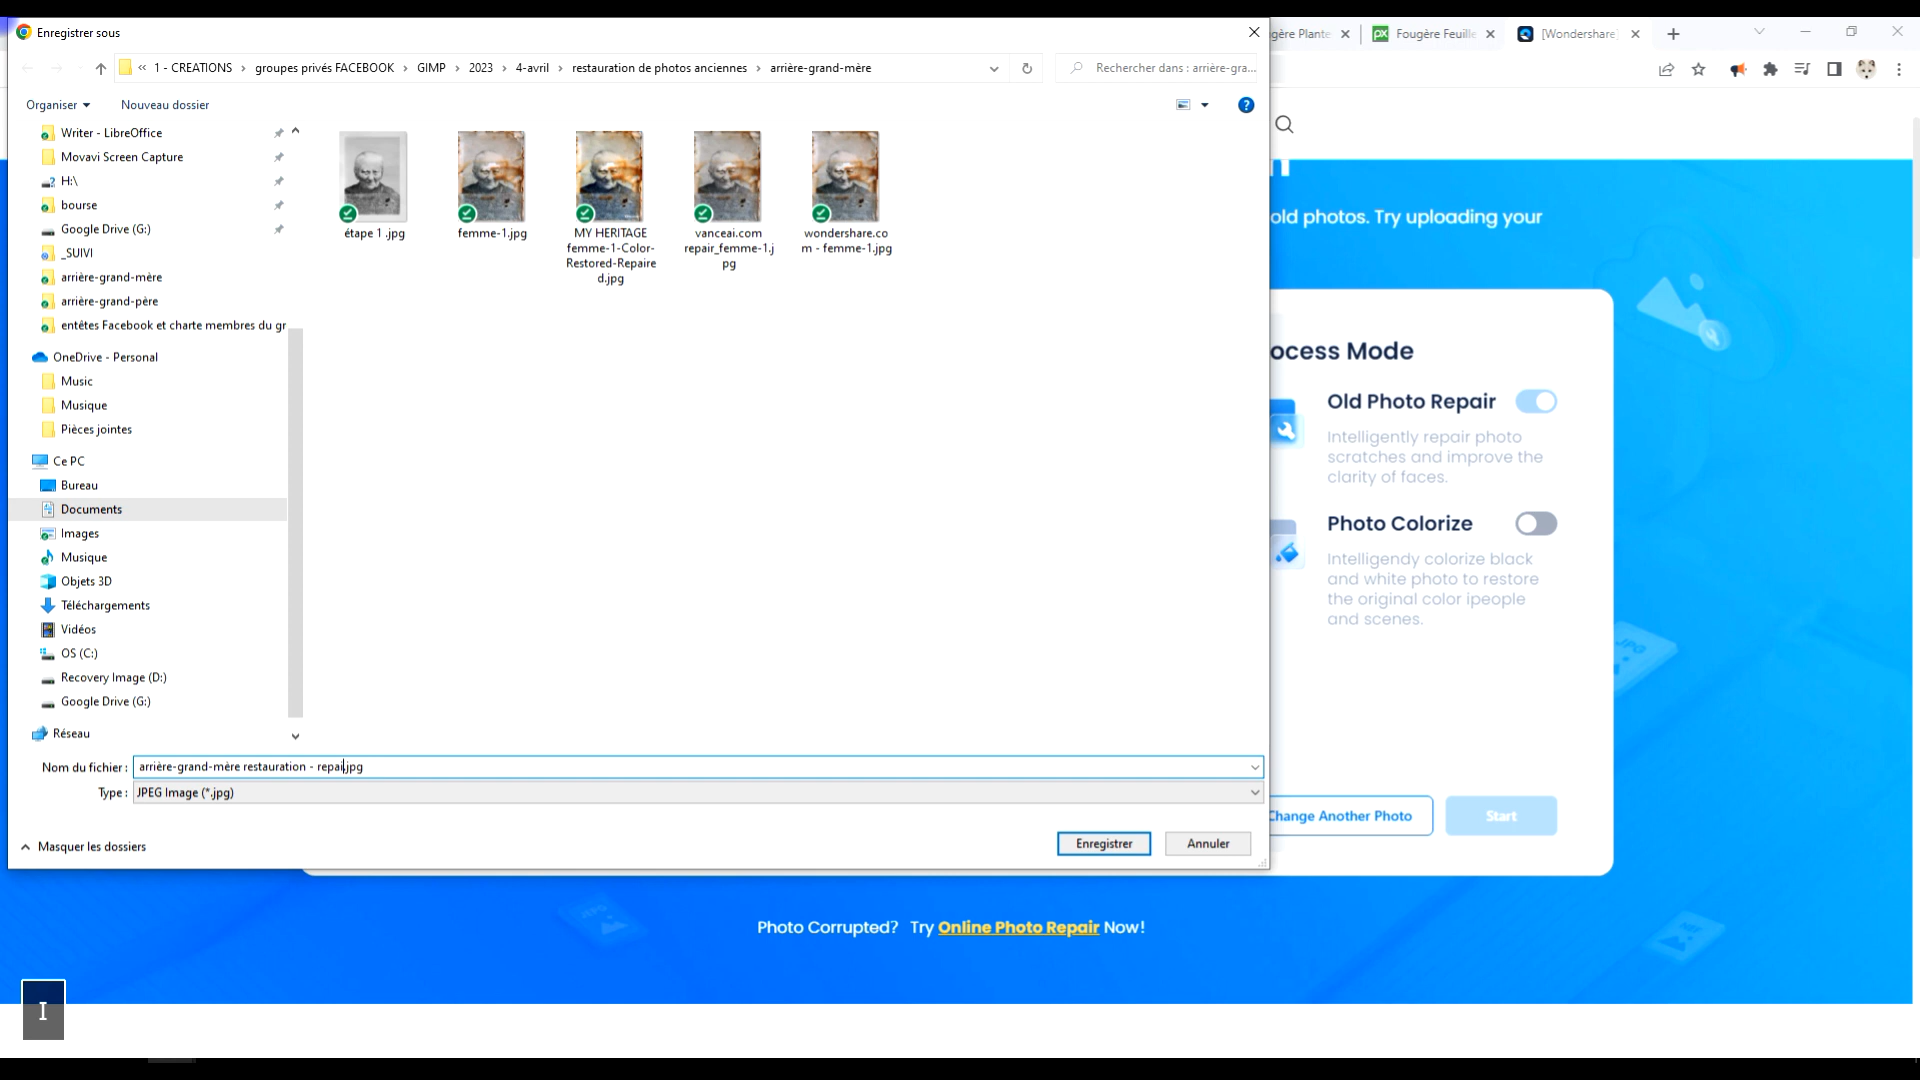 Enregistrer sous
gère Plante
Fougère Feuille
[Wondershare
« 1 - CREATIONS › groupes privés FACEBOOK › GIMP › 2023 › 4-avril › restauration de photos anciennes › arrière-grand-mère
Rechercher dans : arrière-gra...
Organiser
Nouveau dossier
Writer - LibreOffice
Movavi Screen Capture
H:\
bourse
Google Drive (G:)
_SUIVI
arrière-grand-mère
arrière-grand-père
entêtes Facebook et charte membres du gr
OneDrive - Personal
Music
Musique
Pièces jointes
Ce PC
Bureau
Documents
Images
Musique
Objets 3D
Téléchargements
Vidéos
OS (C:)
Recovery Image (D:)
Google Drive (G:)
Réseau
étape 1 .jpg
femme-1.jpg
MY HERITAGE
femme-1-Color-
Restored-Repaire
d.jpg
vanceai.com
repair_femme-1.j
pg
wondershare.co
m - femme-1.jpg
Nom du fichier : arrière-grand-mère restauration - repai.jpg
Type : JPEG Image (*.jpg)
Masquer les dossiers
Enregistrer
Annuler
old photos. Try uploading your
ocess Mode
Old Photo Repair
Intelligently repair photo
scratches and improve the
clarity of faces.
Photo Colorize
Intelligendy colorize black
and white photo to restore
the original color ipeople
and scenes.
Change Another Photo
Start
Photo Corrupted? Try Online Photo Repair Now!
I